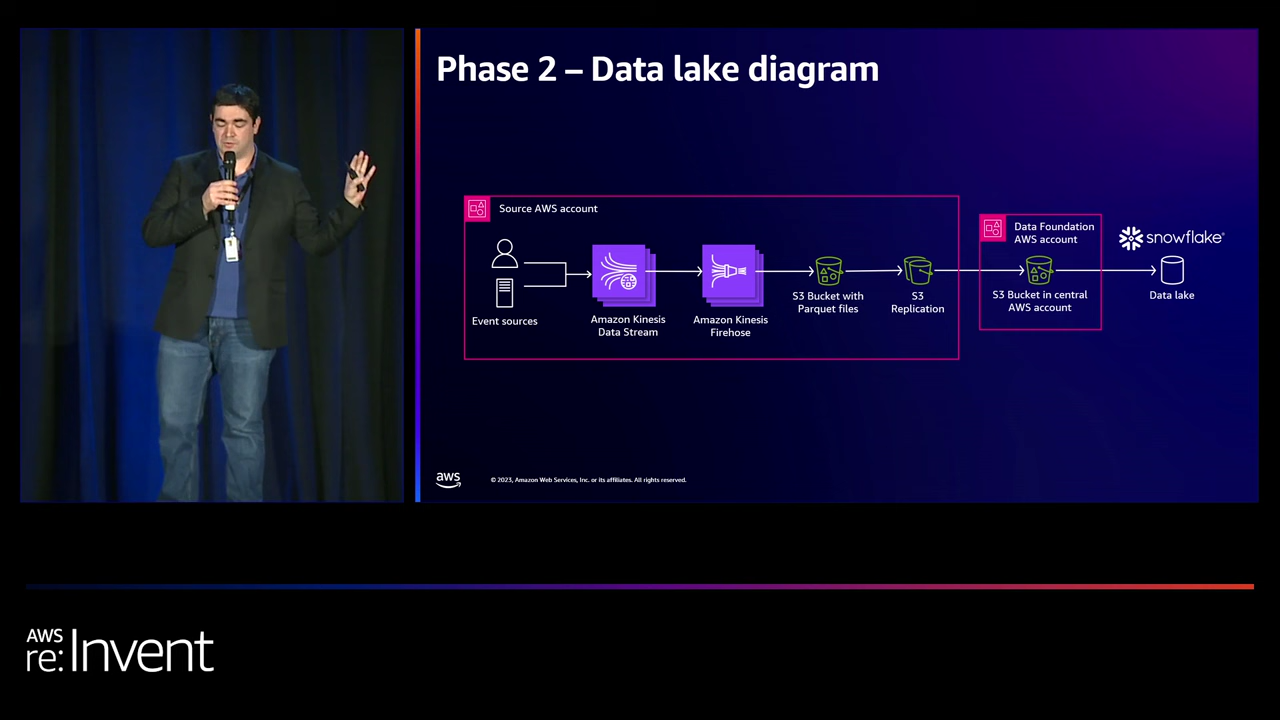 Phase 2 – Data lake diagram
Source AWS account
Event sources
Amazon Kinesis
Data Stream
Amazon Kinesis
Firehose
S3 Bucket with
Parquet files
S3
Replication
Data Foundation
AWS account
S3 Bucket in central
AWS account
snowflake®
Data lake
aws
© 2023, Amazon Web Services, Inc. or its affiliates. All rights reserved.
AWS
re:Invent